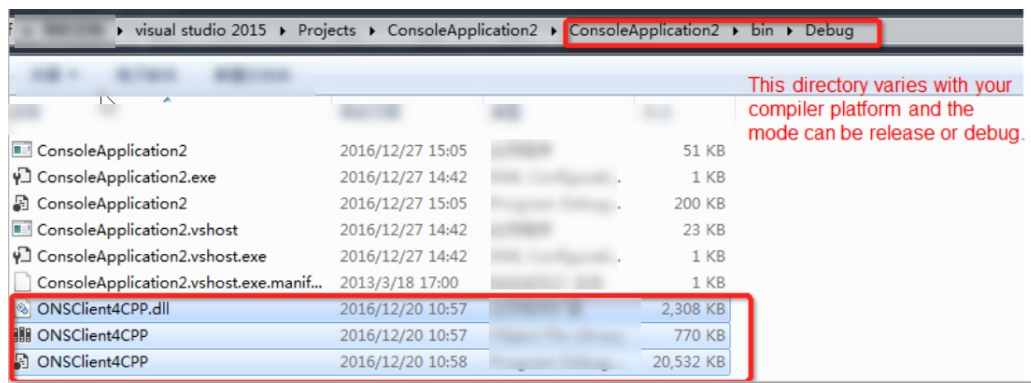 visual studio 2015 ▸ Projects ▸ ConsoleApplication2 ▸ ConsoleApplication2 ▸ bin ▸ Debug
This directory varies with your
compiler platform and the
mode can be release or debug.
ConsoleApplication2 2016/12/27 15:05 51 KB
ConsoleApplication2.exe 2016/12/27 14:42 1 KB
ConsoleApplication2 2016/12/27 15:05 200 KB
ConsoleApplication2.vshost 2016/12/27 14:42 23 KB
ConsoleApplication2.vshost.exe 2016/12/27 14:42 1 KB
ConsoleApplication2.vshost.exe.manif... 2013/3/18 17:00 1 KB
ONSClient4CPP.dll 2016/12/20 10:57 2,308 KB
ONSClient4CPP 2016/12/20 10:57 770 KB
ONSClient4CPP 2016/12/20 10:58 20,532 KB